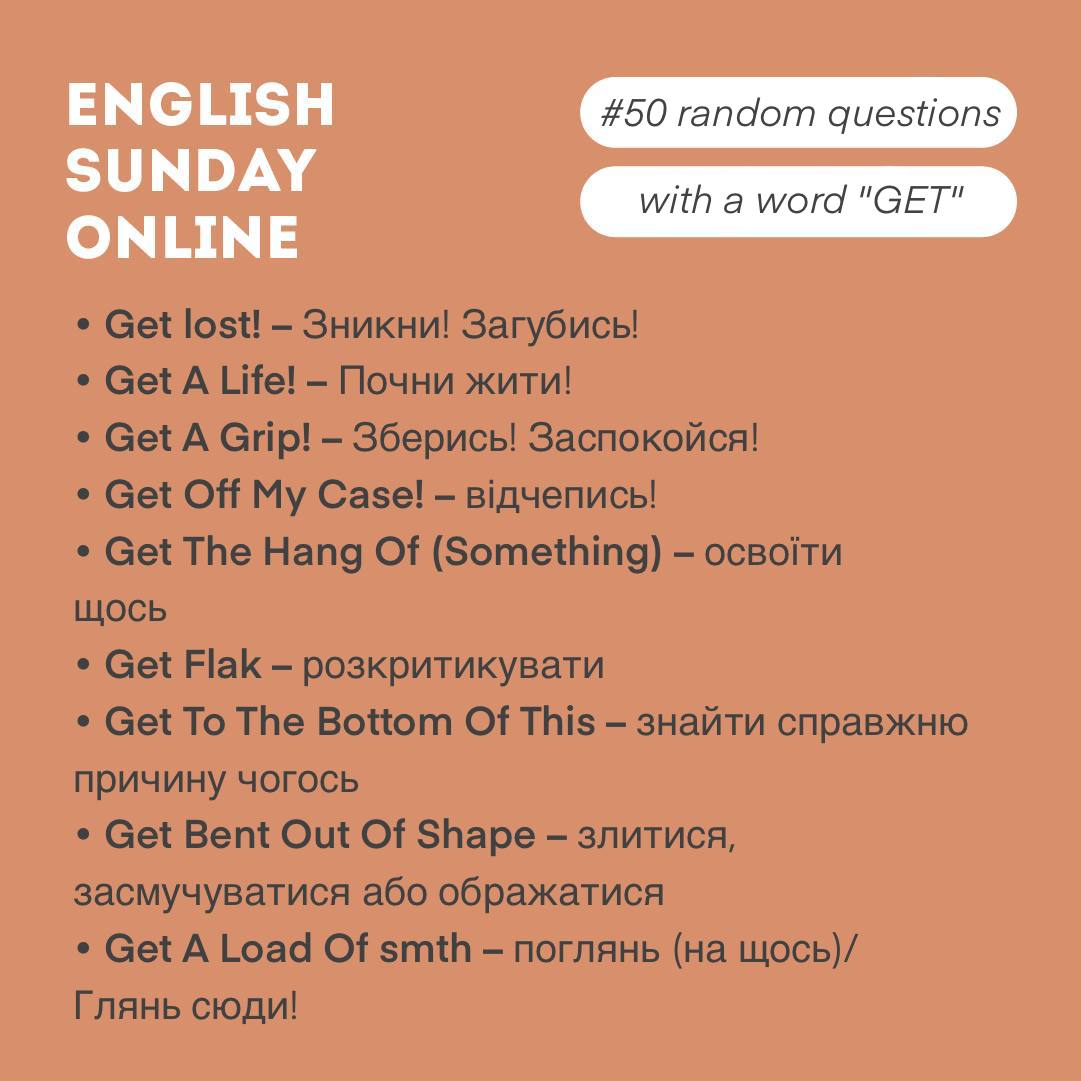 ENGLISH
SUNDAY
ONLINE
#50 random questions
with a word "GET"
• Get lost! – Зникни! Загубись!
• Get A Life! – Почни жити!
• Get A Grip! – Зберись! Заспокойся!
• Get Off My Case! – відчепись!
• Get The Hang Of (Something) – освоїти
щось
• Get Flak – розкритикувати
• Get To The Bottom Of This – знайти справжню
причину чогось
• Get Bent Out Of Shape – злитися,
засмучуватися або ображатися
• Get A Load Of smth – поглянь (на щось)/
Глянь сюди!